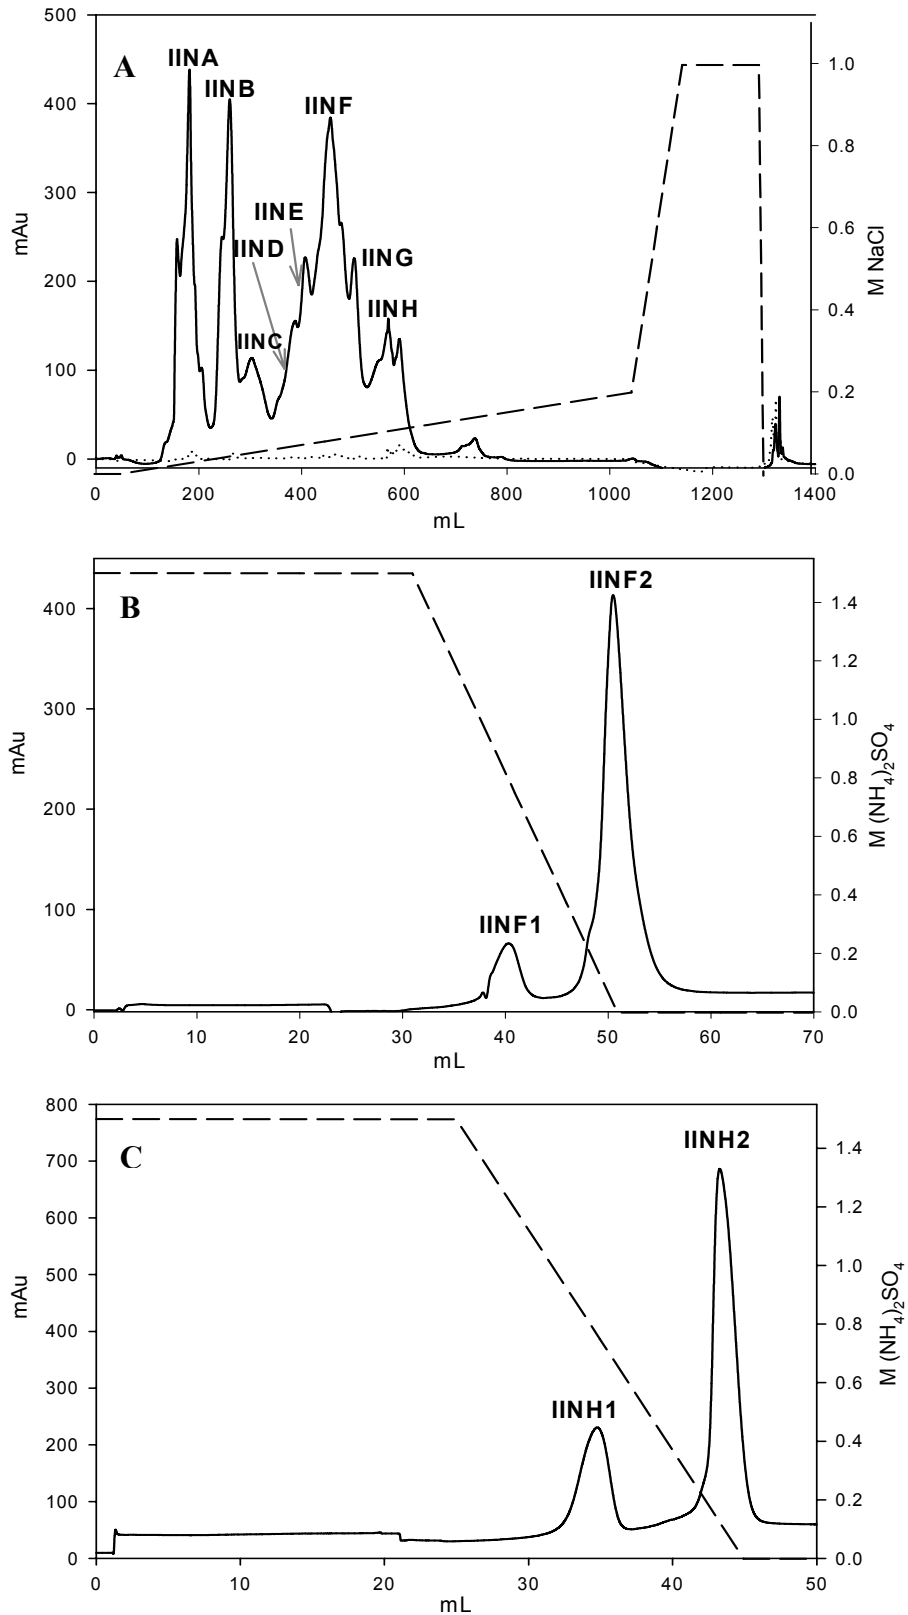 A
IINA
IINB
IINC
IIND
IINE
IINF
IING
IINH
500
400
300
200
100
0
mAu
1.0
0.8
0.6
0.4
0.2
0.0
M NaCl
0 200 400 600 800 1000 1200 1400
mL
B
IINF1
IINF2
400
300
200
100
0
mAu
1.4
1.2
1.0
0.8
0.6
0.4
0.2
0.0
M (NH4)2SO4
0 10 20 30 40 50 60 70
mL
C
IINH1
IINH2
800
700
600
500
400
300
200
100
0
mAu
1.4
1.2
1.0
0.8
0.6
0.4
0.2
0.0
M (NH4)2SO4
0 10 20 30 40 50
mL